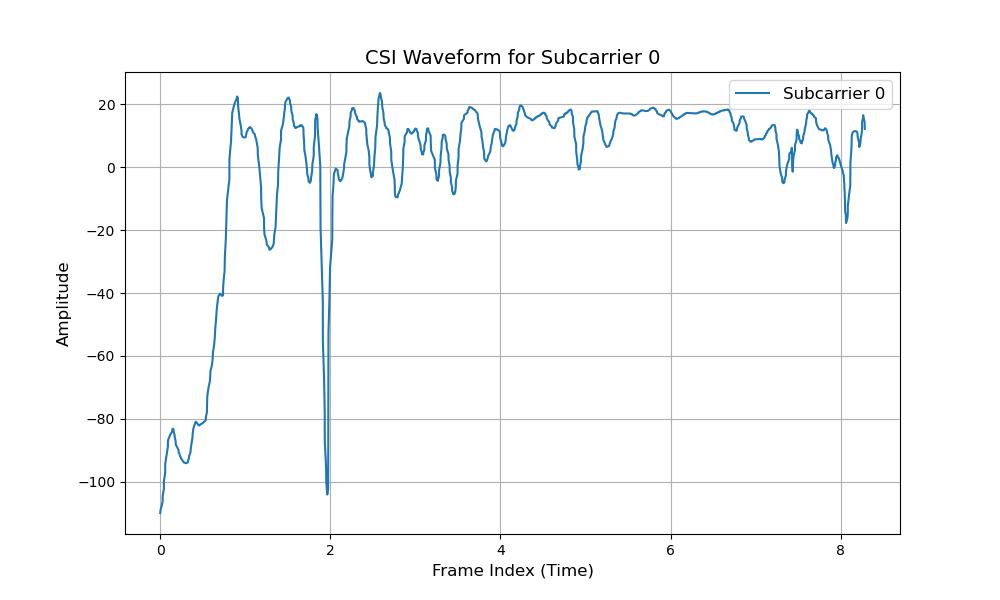 CSI Waveform for Subcarrier 0
Subcarrier 0
20
0
−20
−40
−60
−80
−100
Amplitude
0 2 4 6 8
Frame Index (Time)